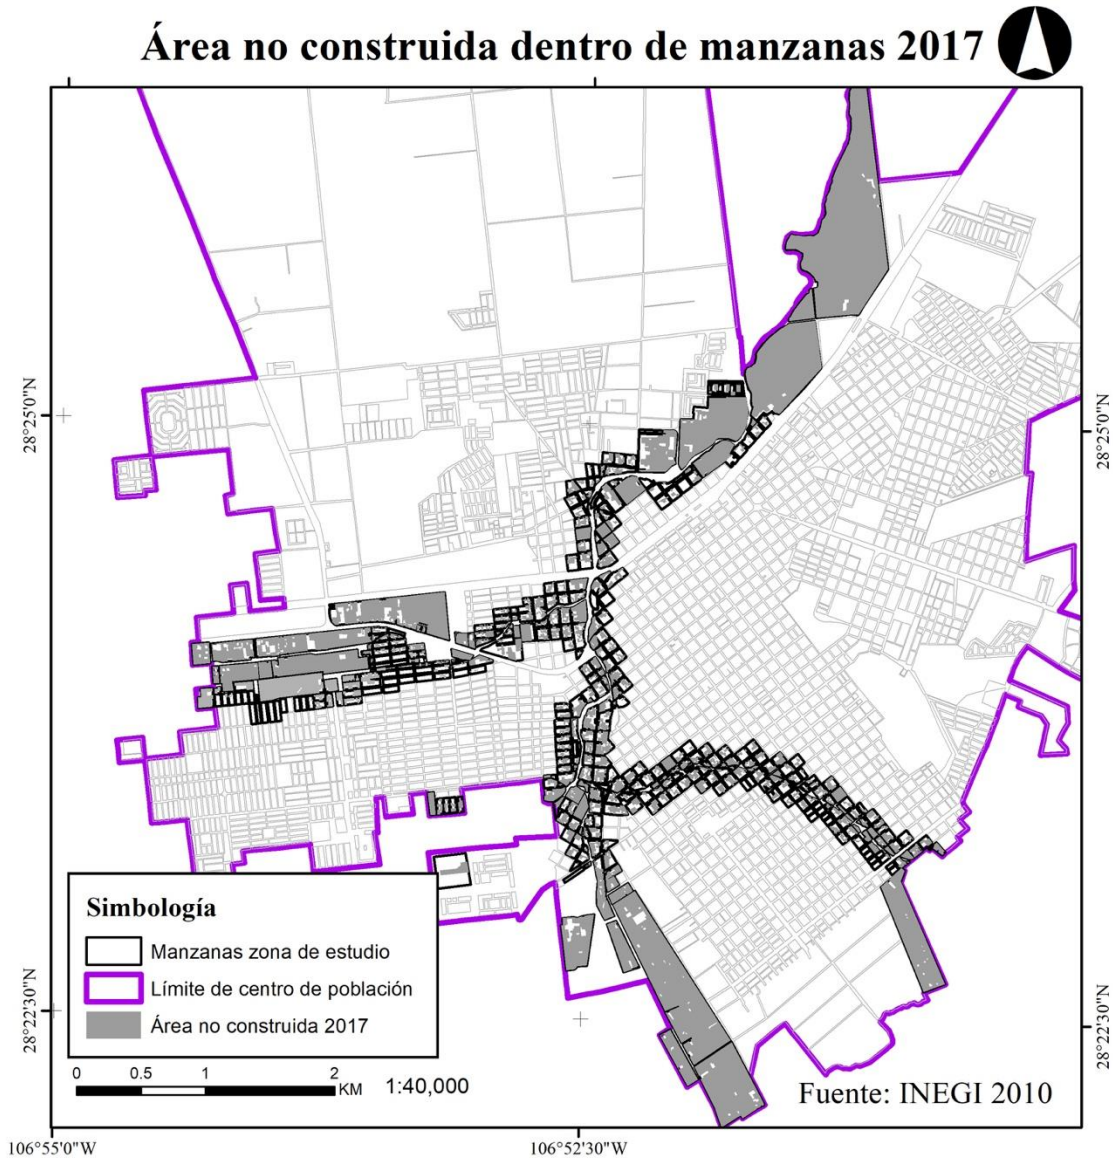 Área no construida dentro de manzanas 2017
28°25'0"N
28°25'0"N
Simbología
Manzanas zona de estudio
Límite de centro de población
Área no construida 2017
28°22'30"N
28°22'30"N
0 0.5 1 2
KM
1:40,000
Fuente: INEGI 2010
106°55'0"W
106°52'30"W